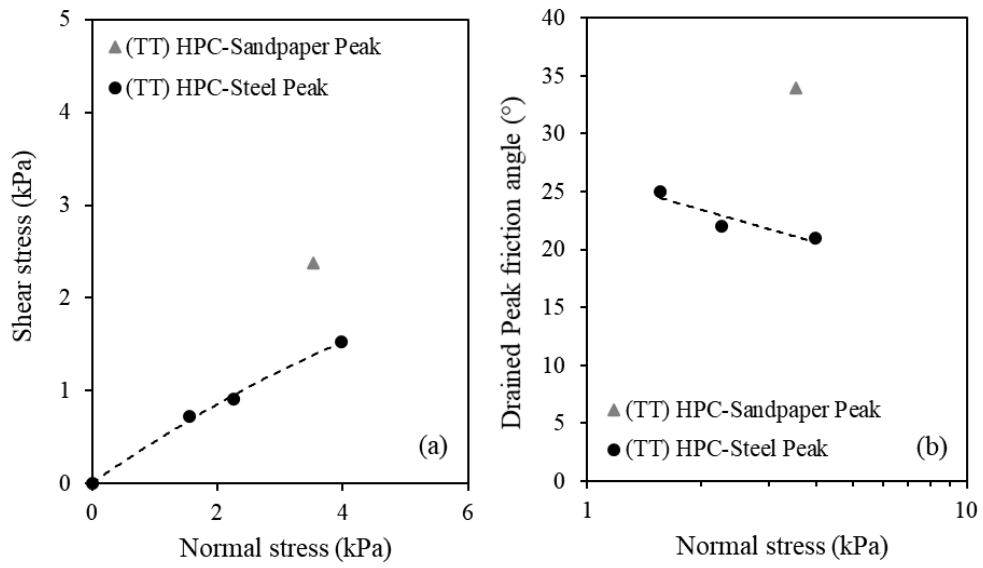 5
4
3
2
1
0
Shear stress (kPa)
(TT) HPC-Sandpaper Peak
(TT) HPC-Steel Peak
(a)
0
2
4
6
Normal stress (kPa)
40
35
30
25
20
15
10
5
0
Drained Peak friction angle (°)
(TT) HPC-Sandpaper Peak
(TT) HPC-Steel Peak
(b)
1
10
Normal stress (kPa)